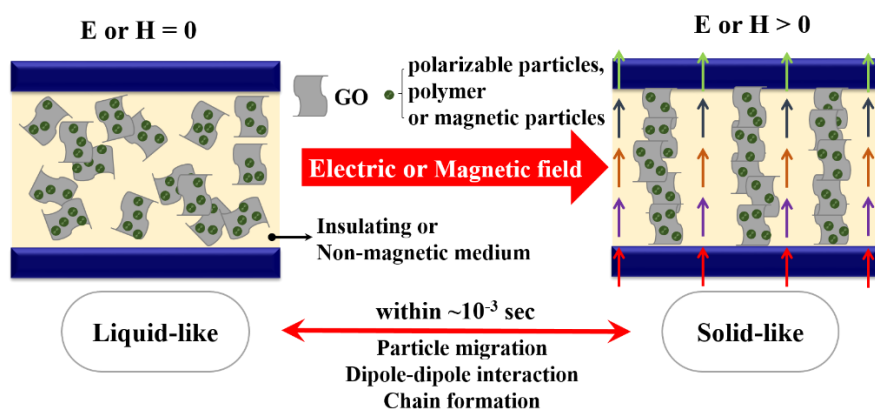 E or H = 0
E or H > 0
GO
polarizable particles,
polymer
or magnetic particles
Electric or Magnetic field
Insulating or
Non-magnetic medium
Liquid-like
within ~10⁻³ sec
Solid-like
Particle migration
Dipole-dipole interaction
Chain formation